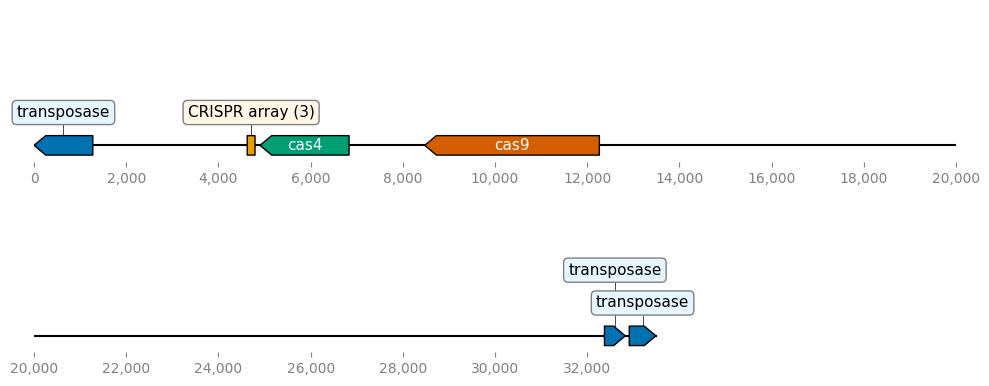 transposase CRISPR array (3)
cas4 cas9
0 2,000 4,000 6,000 8,000 10,000 12,000 14,000 16,000 18,000 20,000
transposase
transposase
20,000 22,000 24,000 26,000 28,000 30,000 32,000